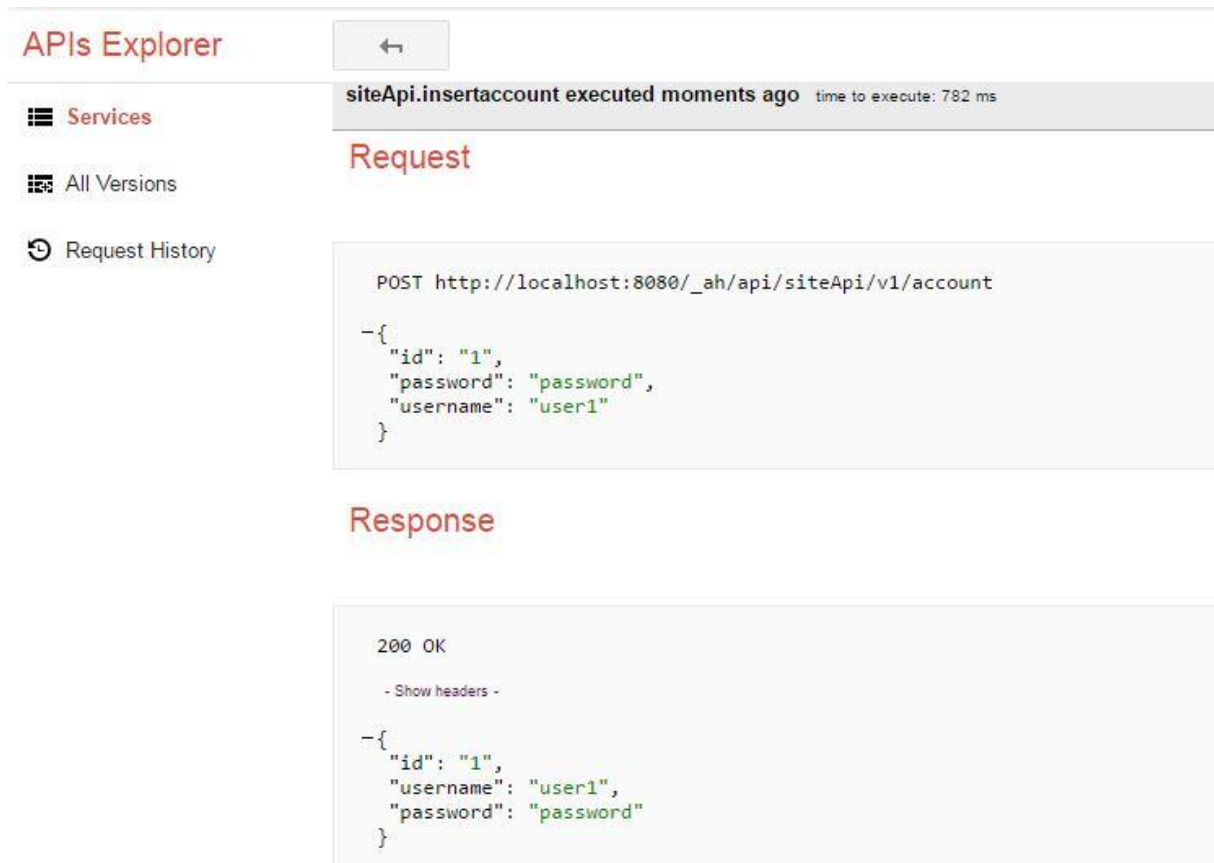 APIs Explorer
Services
All Versions
Request History
siteApi.insertaccount executed moments ago time to execute: 782 ms
Request
POST http://localhost:8080/_ah/api/siteApi/v1/account
-{
"id": "1",
"password": "password",
"username": "user1"
}
Response
200 OK
- Show headers -
-{
"id": "1",
"username": "user1",
"password": "password"
}